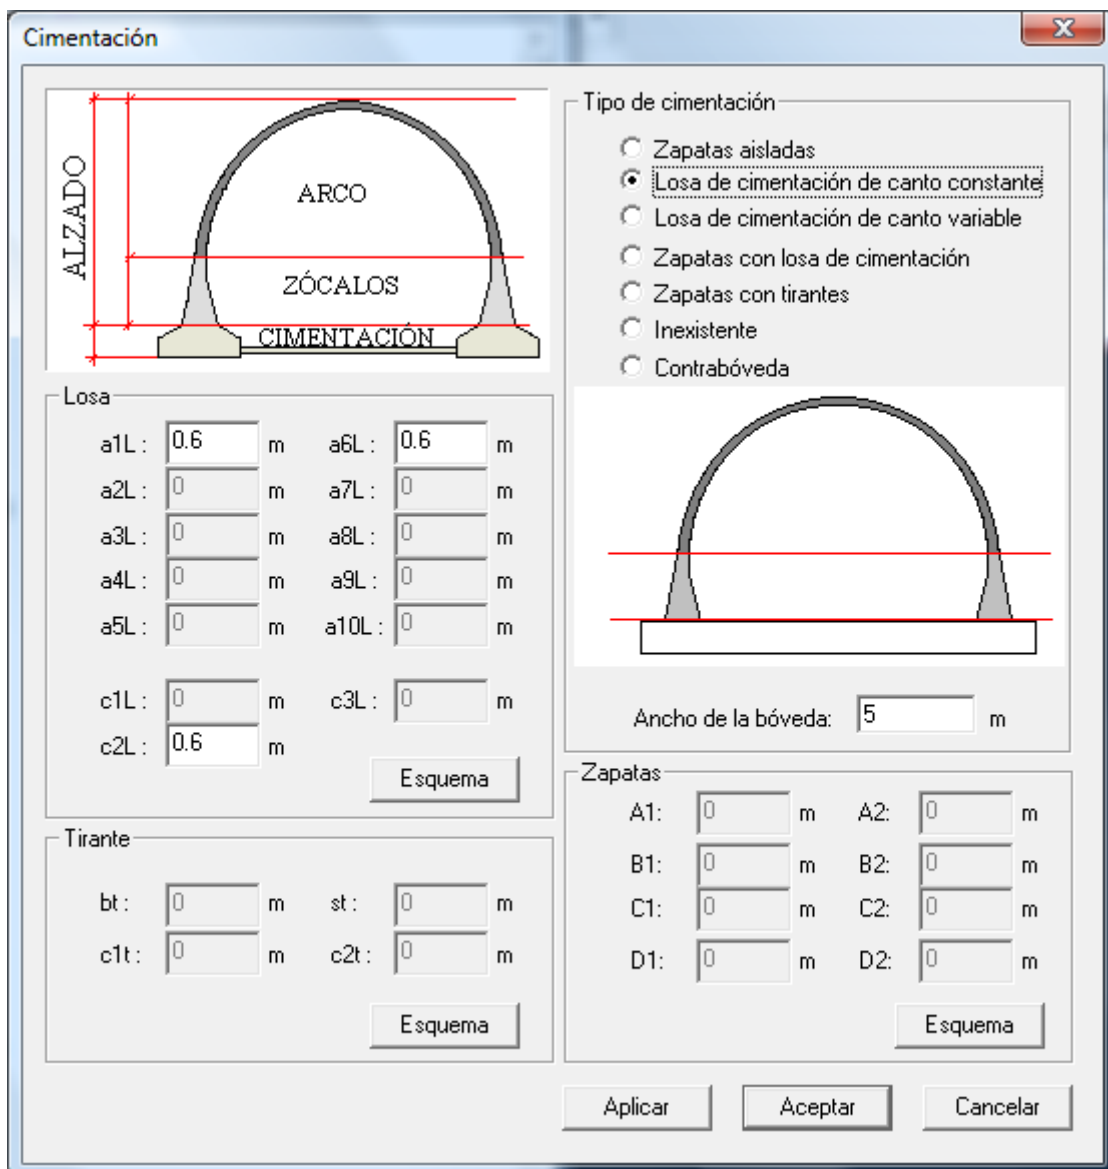 Cimentación
ALZADO
ARCO
ZÓCALOS
CIMENTACIÓN
Tipo de cimentación
Zapatas aisladas
Losa de cimentación de canto constante
Losa de cimentación de canto variable
Zapatas con losa de cimentación
Zapatas con tirantes
Inexistente
Contrabóveda
Ancho de la bóveda: 5 m
Losa
a1L : 0.6 m a6L : 0.6 m
a2L : 0 m a7L : 0 m
a3L : 0 m a8L : 0 m
a4L : 0 m a9L : 0 m
a5L : 0 m a10L : 0 m
c1L : 0 m c3L : 0 m
c2L : 0.6 m
Esquema
Tirante
bt : 0 m st : 0 m
c1t : 0 m c2t : 0 m
Esquema
Zapatas
A1: 0 m A2: 0 m
B1: 0 m B2: 0 m
C1: 0 m C2: 0 m
D1: 0 m D2: 0 m
Esquema
Aplicar Aceptar Cancelar